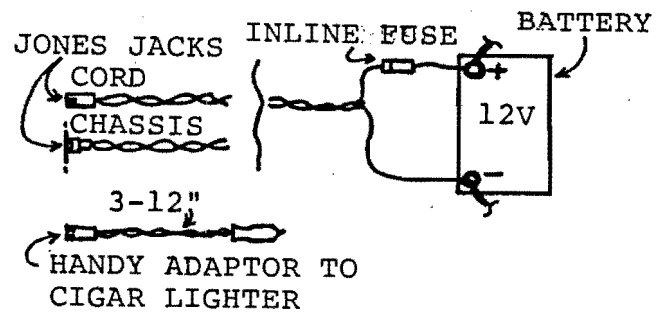 JONES JACKS
CORD
CHASSIS
INLINE FUSE
BATTERY
+
12V
-
3-12"
HANDY ADAPTOR TO
CIGAR LIGHTER